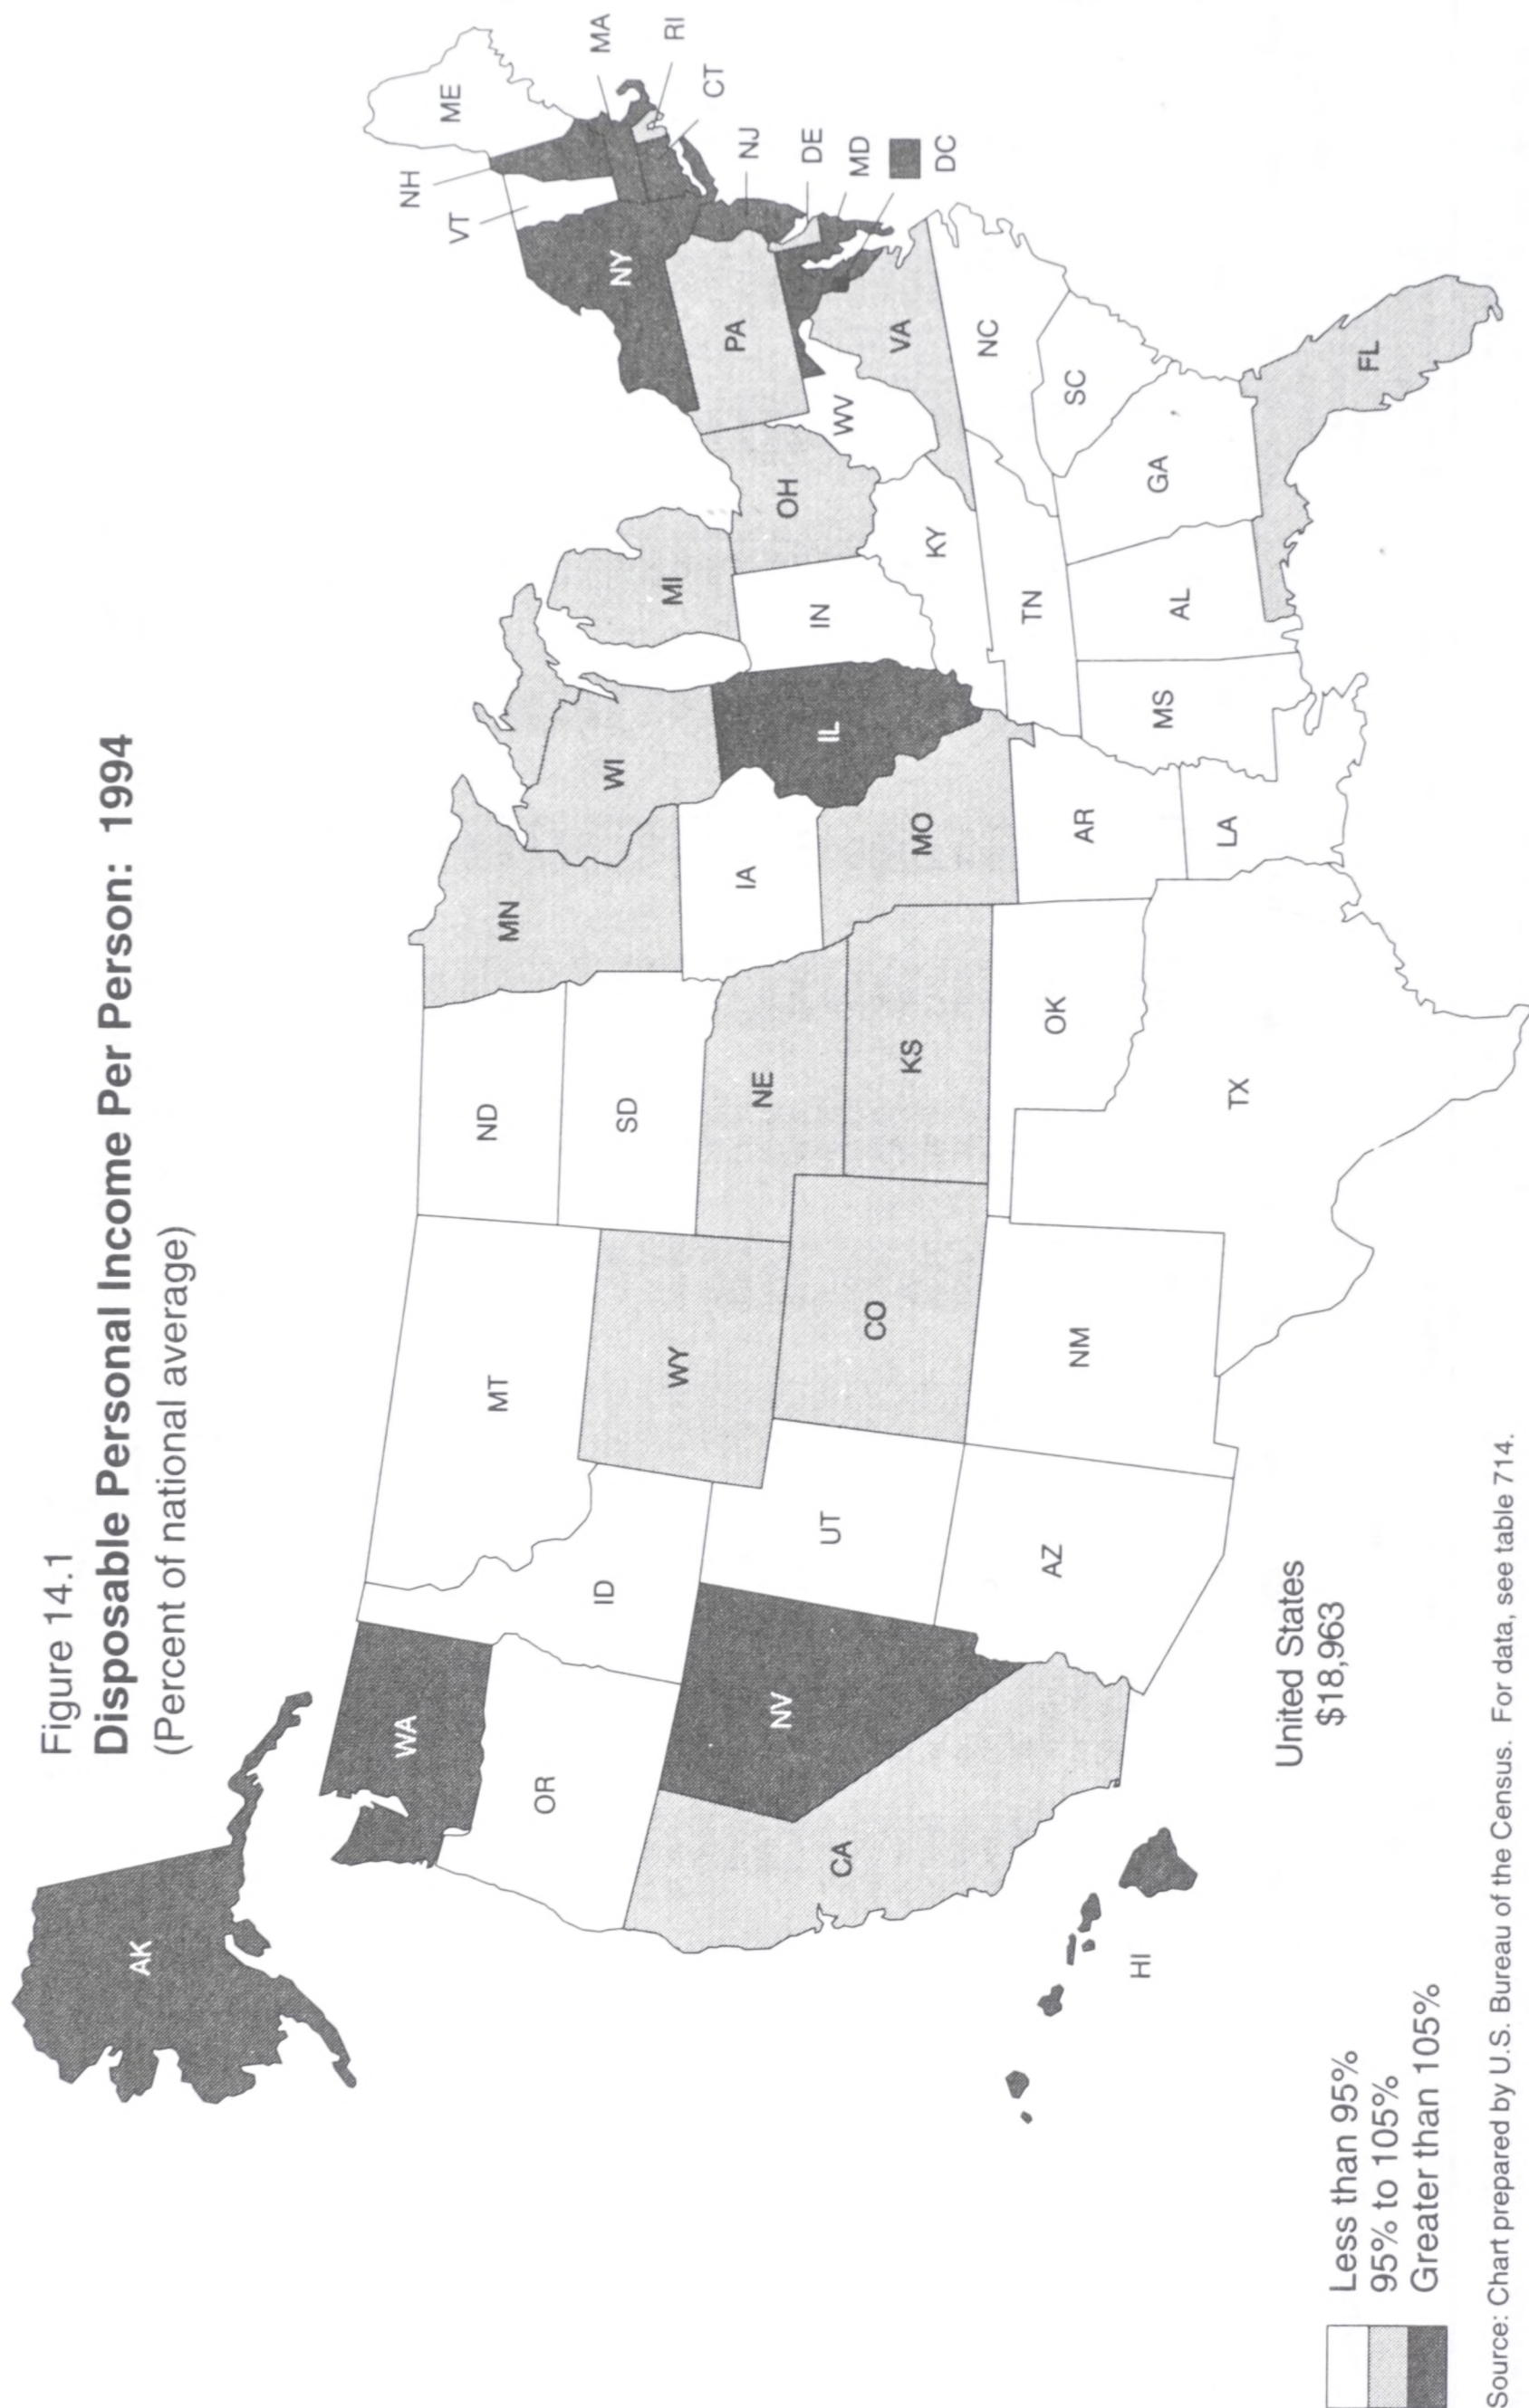 Figure 14.1
Disposable Personal Income Per Person: 1994
(Percent of national average)
AK
WA
OR
CA
NV
ID
MT
WY
UT
CO
AZ
NM
ND
SD
NE
KS
OK
TX
MN
IA
MO
AR
LA
WI
IL
MS
MI
IN
OH
KY
TN
AL
GA
FL
SC
NC
VA
WV
PA
NY
VT
NH
ME
MA
RI
CT
NJ
DE
MD
DC
HI
United States
$18,963
Less than 95%
95% to 105%
Greater than 105%
Source: Chart prepared by U.S. Bureau of the Census. For data, see table 714.